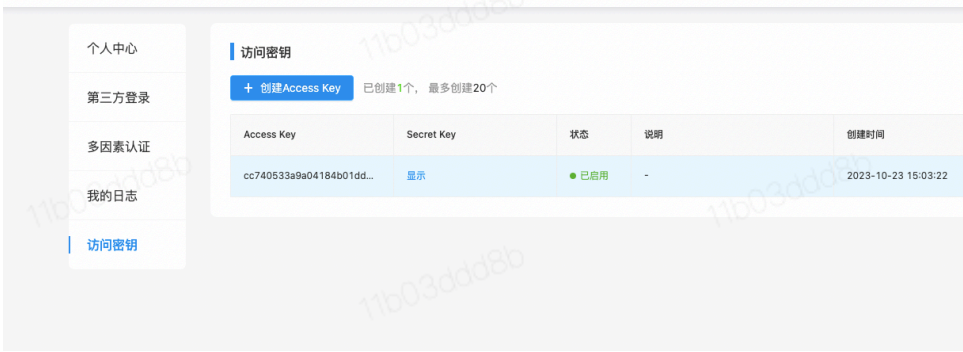 个人中心
第三方登录
多因素认证
我的日志
访问密钥
访问密钥
+ 创建Access Key 已创建1个, 最多创建20个
Access Key Secret Key 状态 说明 创建时间
cc740533a9a04184b01dd... 显示 已启用 - 2023-10-23 15:03:22
11b03ddd8b
11b03ddd8b
11b03ddd8b
11b03ddd8b